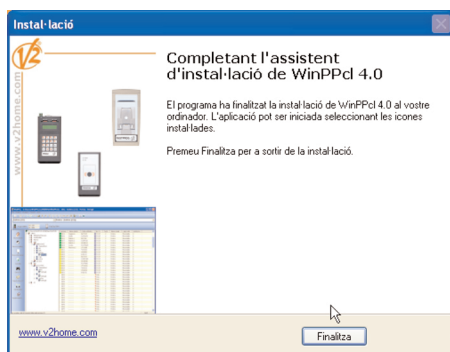 Instal·lació
V2
www.v2home.com
Completant l'assistent
d'instal·lació de WinPPcl 4.0
El programa ha finalitzat la instal·lació de WinPPcl 4.0 al vostre
ordinador. L'aplicació pot ser iniciada seleccionant les icones
instal·lades.
Premeu Finalitza per a sortir de la instal·lació.
www.v2home.com
Finalitza